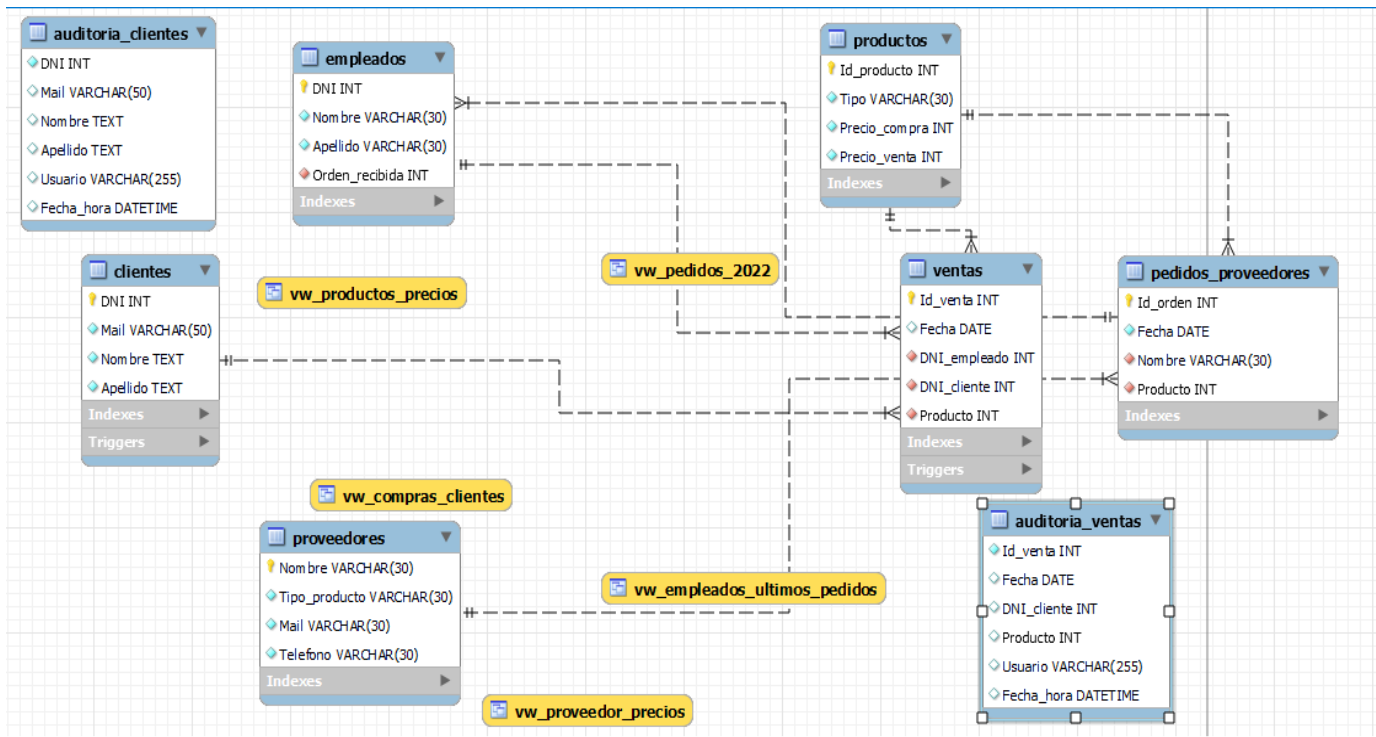 auditoria_clientes
DNI INT
Mail VARCHAR(50)
Nombre TEXT
Apellido TEXT
Usuario VARCHAR(255)
Fecha_hora DATETIME
empleados
DNI INT
Nombre VARCHAR(30)
Apellido VARCHAR(30)
Orden_recibida INT
Indexes
productos
Id_producto INT
Tipo VARCHAR(30)
Precio_compra INT
Precio_venta INT
Indexes
clientes
DNI INT
Mail VARCHAR(50)
Nombre TEXT
Apellido TEXT
Indexes
Triggers
vw_productos_precios
vw_pedidos_2022
ventas
Id_venta INT
Fecha DATE
DNI_empleado INT
DNI_cliente INT
Producto INT
Indexes
Triggers
pedidos_proveedores
Id_orden INT
Fecha DATE
Nombre VARCHAR(30)
Producto INT
Indexes
vw_compras_clientes
proveedores
Nombre VARCHAR(30)
Tipo_producto VARCHAR(30)
Mail VARCHAR(30)
Telefono VARCHAR(30)
Indexes
vw_empleados_ultimos_pedidos
auditoria_ventas
Id_venta INT
Fecha DATE
DNI_cliente INT
Producto INT
Usuario VARCHAR(255)
Fecha_hora DATETIME
vw_proveedor_precios